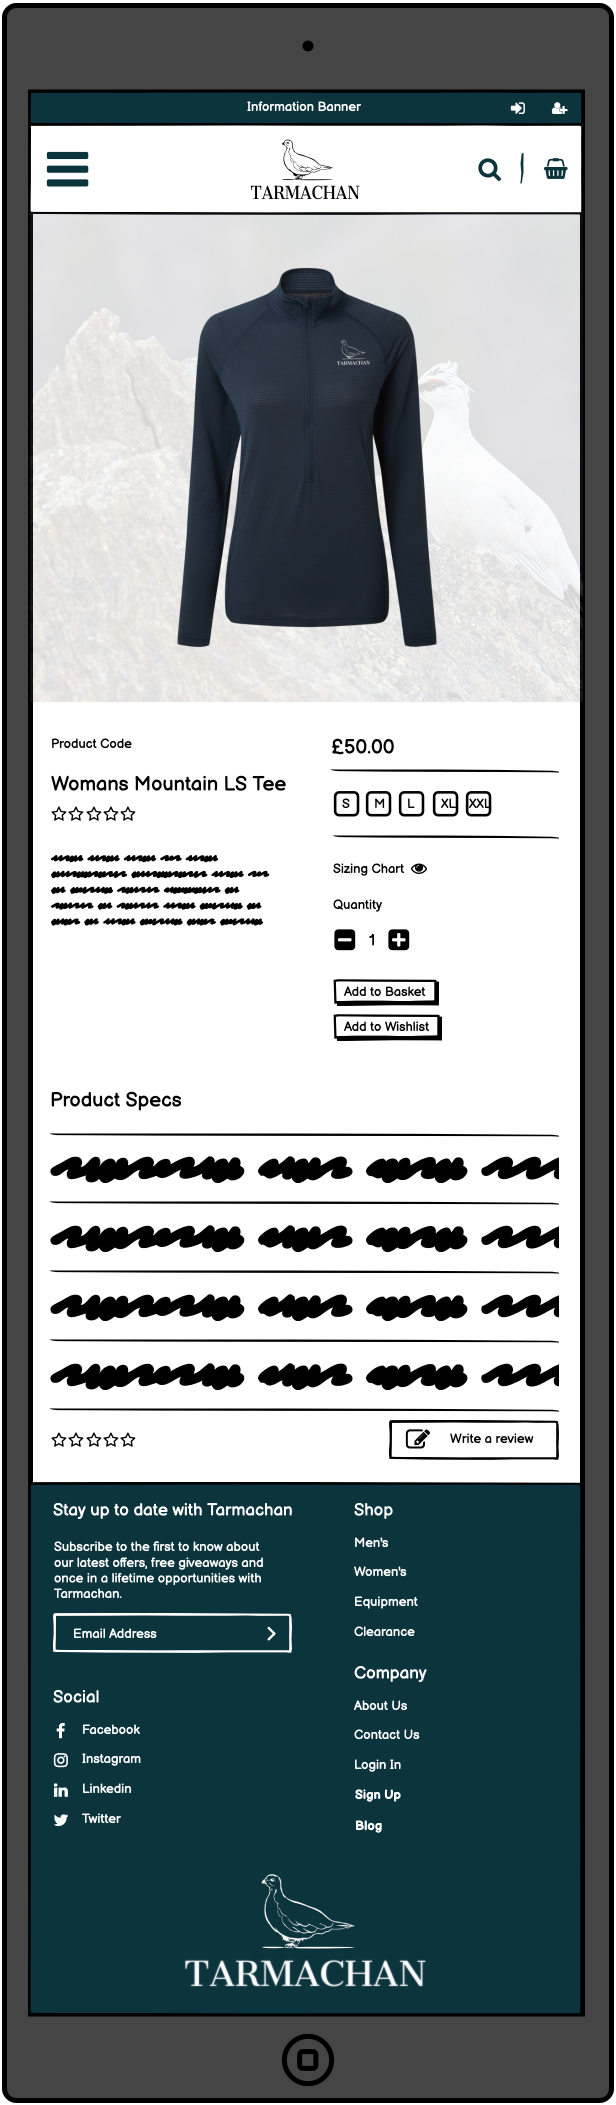 Information Banner
TARMACHAN
TARMACHAN
Product Code
Womans Mountain LS Tee
£50.00
S M L XL XXL
Sizing Chart
Quantity
1
Add to Basket
Add to Wishlist
Product Specs
Write a review
Stay up to date with Tarmachan
Subscribe to the first to know about
our latest offers, free giveaways and
once in a lifetime opportunities with
Tarmachan.
Email Address
Social
Facebook
Instagram
Linkedin
Twitter
Shop
Men's
Women's
Equipment
Clearance
Company
About Us
Contact Us
Login In
Sign Up
Blog
TARMACHAN